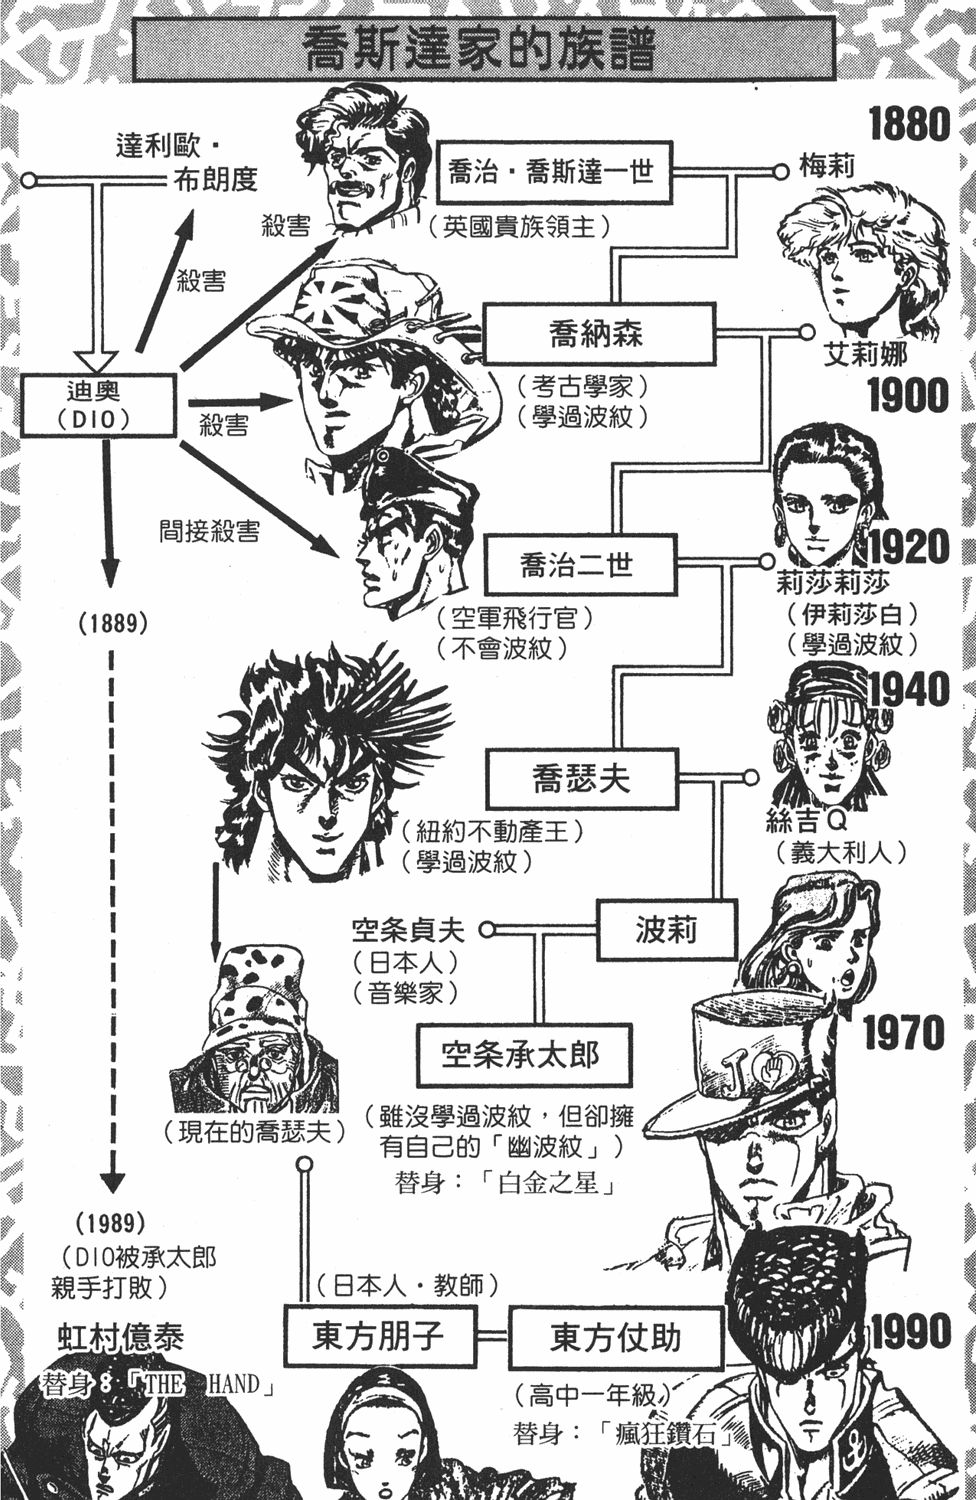 喬斯達家的族譜
1880
達利歐・
布朗度
喬治・喬斯達一世
梅莉
(英國貴族領主)
殺害
殺害
喬納森
艾莉娜
(考古學家)
(學過波紋)
1900
迪奧
(DIO)
殺害
間接殺害
1920
喬治二世
莉莎莉莎
(伊莉莎白)
(學過波紋)
(空軍飛行官)
(不會波紋)
(1889)
1940
喬瑟夫
絲吉Q
(義大利人)
(紐約不動產王)
(學過波紋)
空条貞夫
(日本人)
(音樂家)
波莉
1970
空条承太郎
J
(現在的喬瑟夫)
(雖沒學過波紋，但卻擁
有自己的「幽波紋」)
替身：「白金之星」
(1989)
(DIO被承太郎
親手打敗)
(日本人・教師)
東方朋子
東方仗助
1990
虹村億泰
替身：「THE HAND」
(高中一年級)
替身：「瘋狂鑽石」